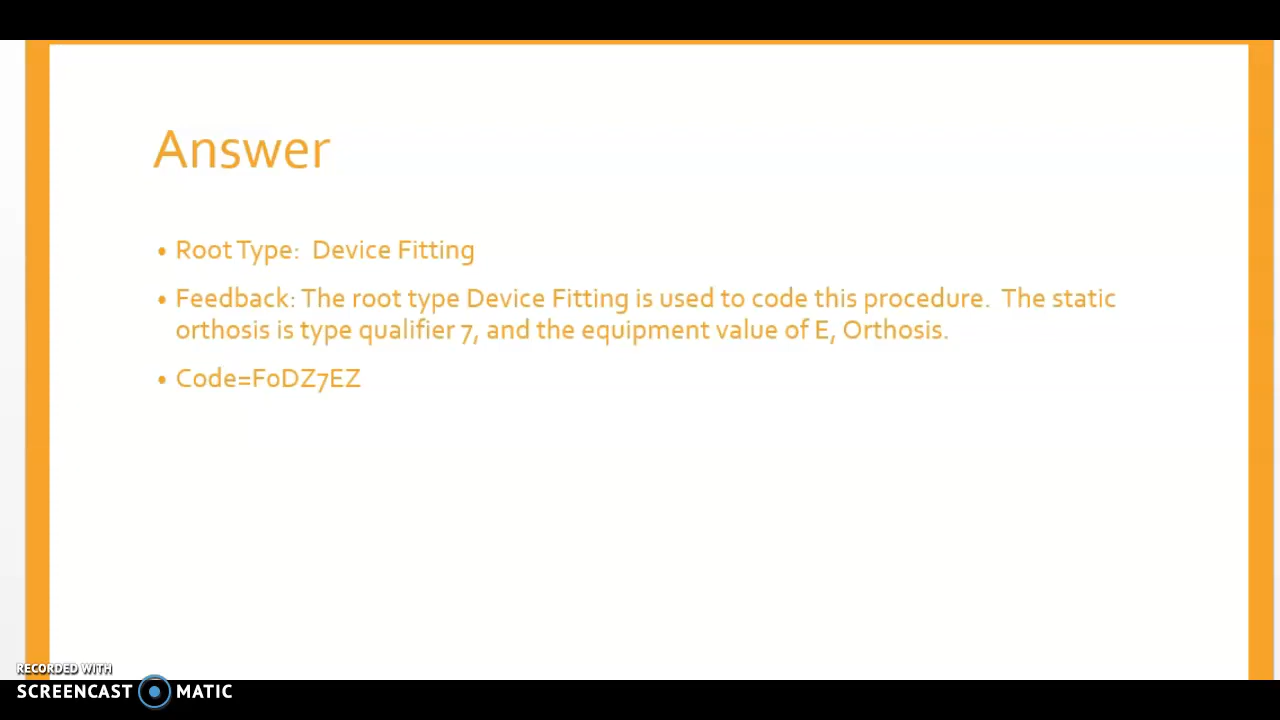 Answer
• Root Type: Device Fitting
• Feedback: The root type Device Fitting is used to code this procedure. The static
orthosis is type qualifier 7, and the equipment value of E, Orthosis.
• Code=F0DZ7EZ
RECORDED WITH
SCREENCAST MATIC